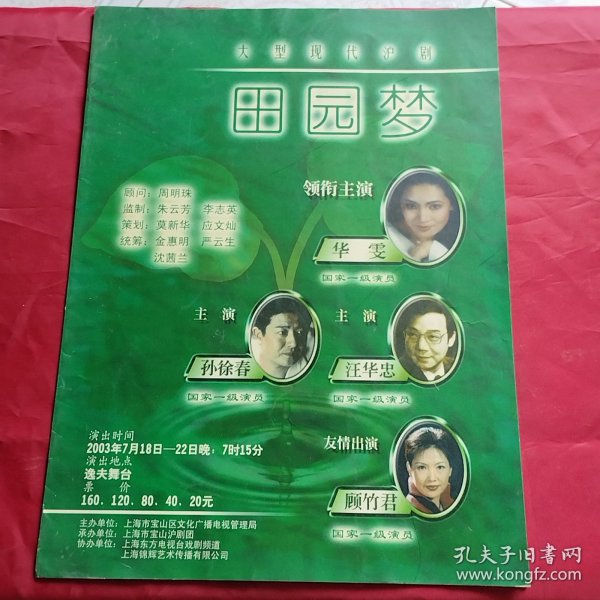 大型现代沪剧
田园梦
顾问：周明珠
监制：朱云芳 李志英
策划：莫新华 应文灿
统筹：金惠明 严云生
沈茜兰
领衔主演
华雯
国家一级演员
主演
孙徐春
国家一级演员
主演
汪华忠
国家一级演员
友情出演
顾竹君
国家一级演员
演出时间
2003年7月18日—22日晚：7时15分
演出地点
逸夫舞台
票价
160、120、80、40、20元
主办单位：上海市宝山区文化广播电视管理局
承办单位：上海市宝山沪剧团
协办单位：上海东方电视台戏剧频道
上海锦辉艺术传播有限公司
孔夫子旧书网
www.kongfz.com